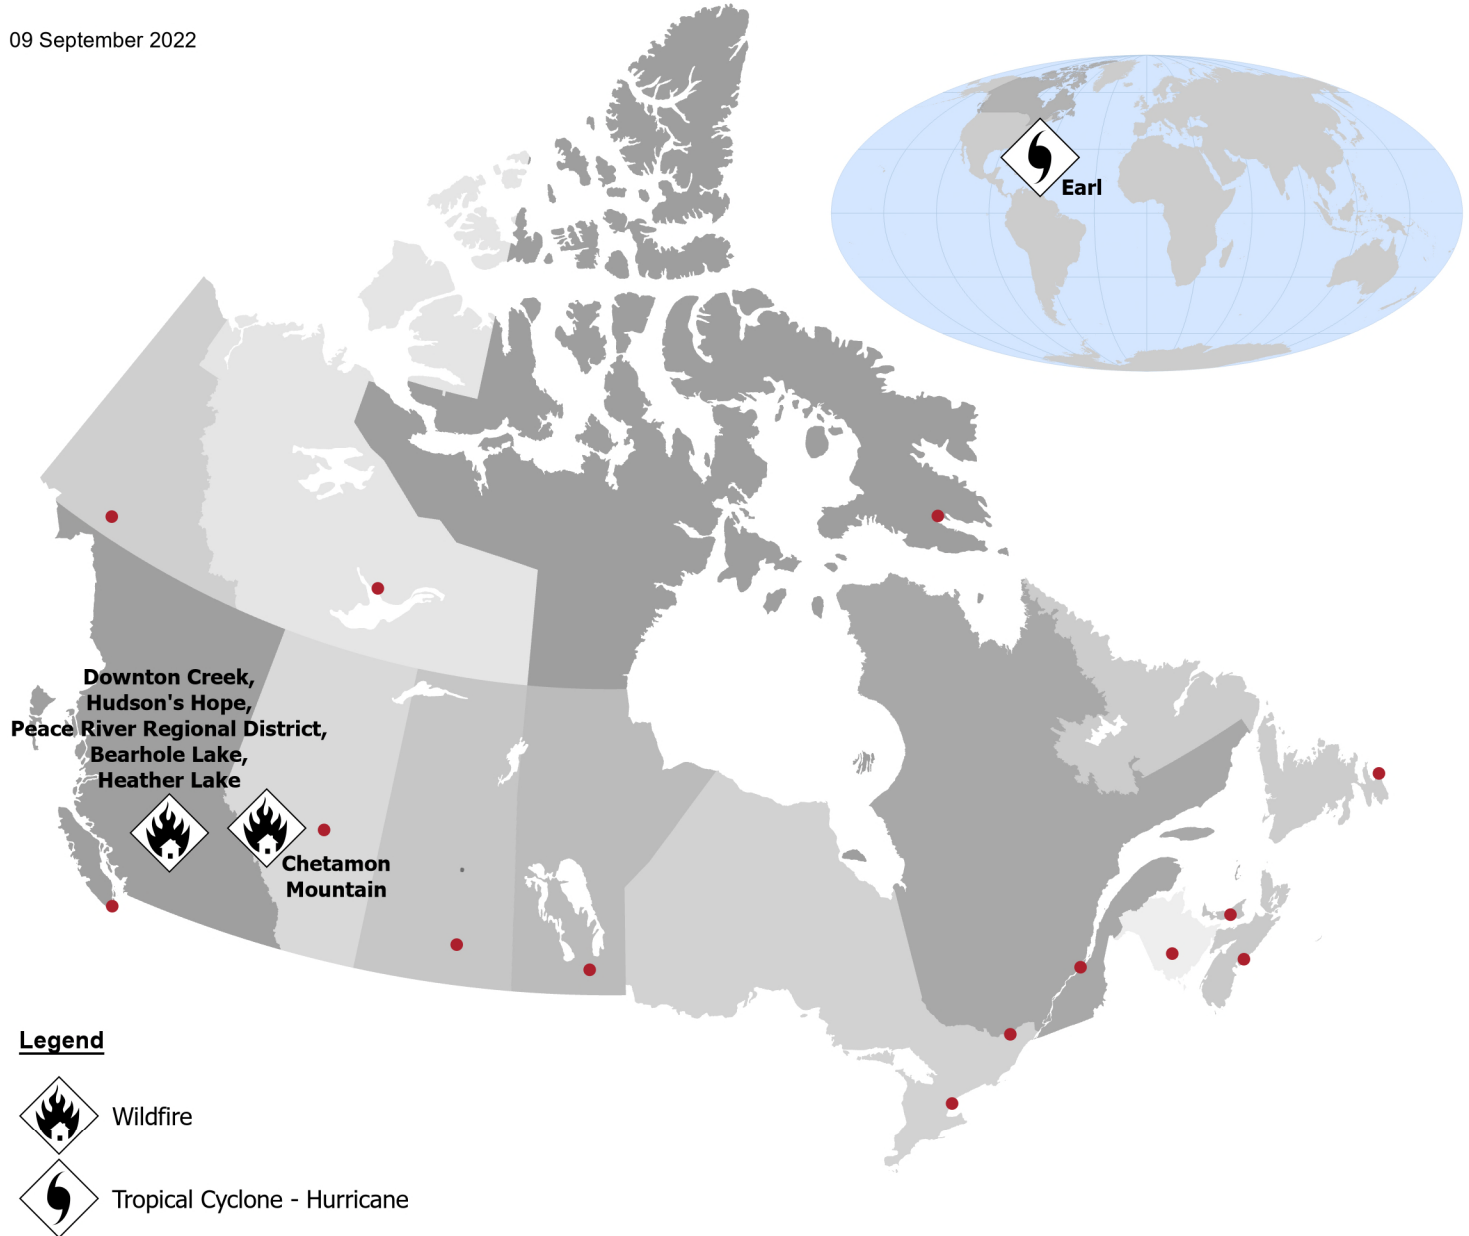 09 September 2022
Earl
Downton Creek,
Hudson's Hope,
Peace River Regional District,
Bearhole Lake,
Heather Lake
Chetamon
Mountain
Legend
Wildfire
Tropical Cyclone - Hurricane